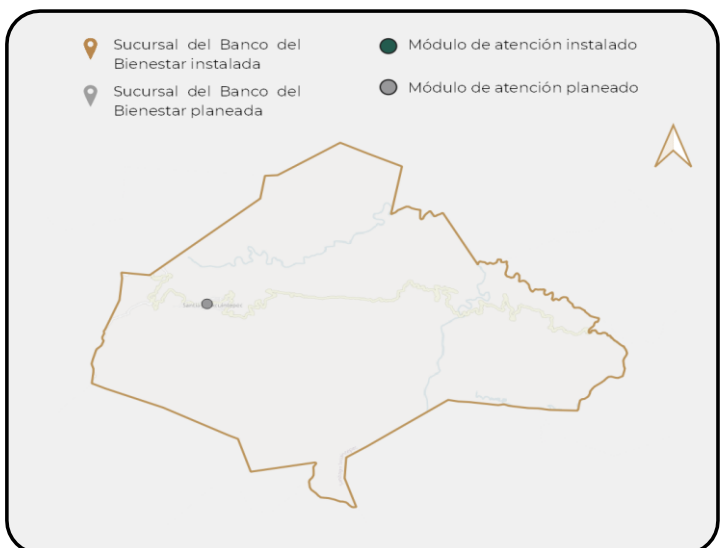 Sucursal del Banco del
Bienestar instalada
Sucursal del Banco del
Bienestar planeada
Módulo de atención instalado
Módulo de atención planeado